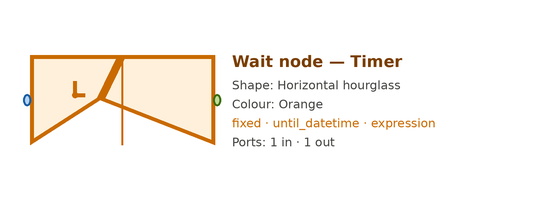 Wait node — Timer
Shape: Horizontal hourglass
Colour: Orange
fixed · until_datetime · expression
Ports: 1 in · 1 out